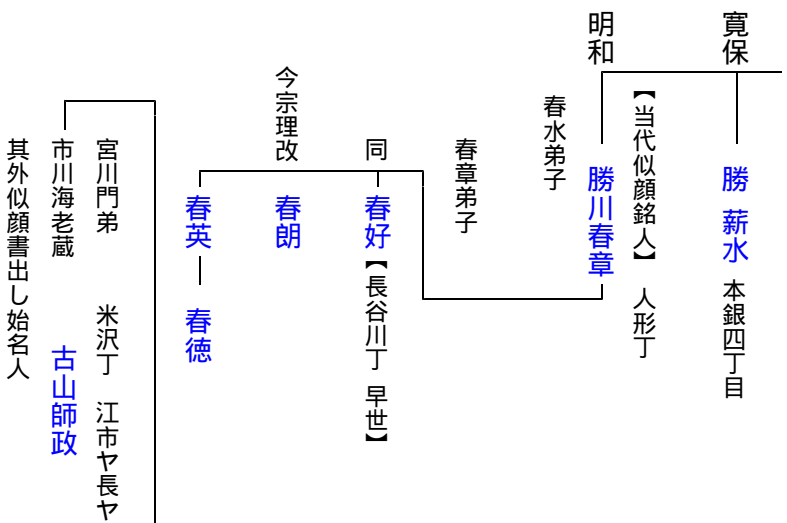 寛保
勝 薪水 本銀四丁目
【当代似顔銘人】 人形丁
明和
勝川春章
春水弟子
春章弟子
同
春好【長谷川丁 早世】
今宗理改
春朗
春英
春徳
宮川門弟 米沢丁 江市ヤ長ヤ
市川海老蔵 古山師政
其外似顔書出し始名人